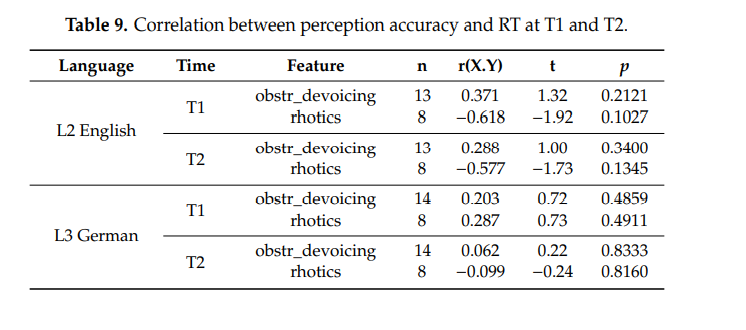 Table 9. Correlation between perception accuracy and RT at T1 and T2.
Language Time Feature n r(X.Y) t p
L2 English T1 obstr_devoicing 13 0.371 1.32 0.2121
rhotics 8 −0.618 −1.92 0.1027
T2 obstr_devoicing 13 0.288 1.00 0.3400
rhotics 8 −0.577 −1.73 0.1345
L3 German T1 obstr_devoicing 14 0.203 0.72 0.4859
rhotics 8 0.287 0.73 0.4911
T2 obstr_devoicing 14 0.062 0.22 0.8333
rhotics 8 −0.099 −0.24 0.8160